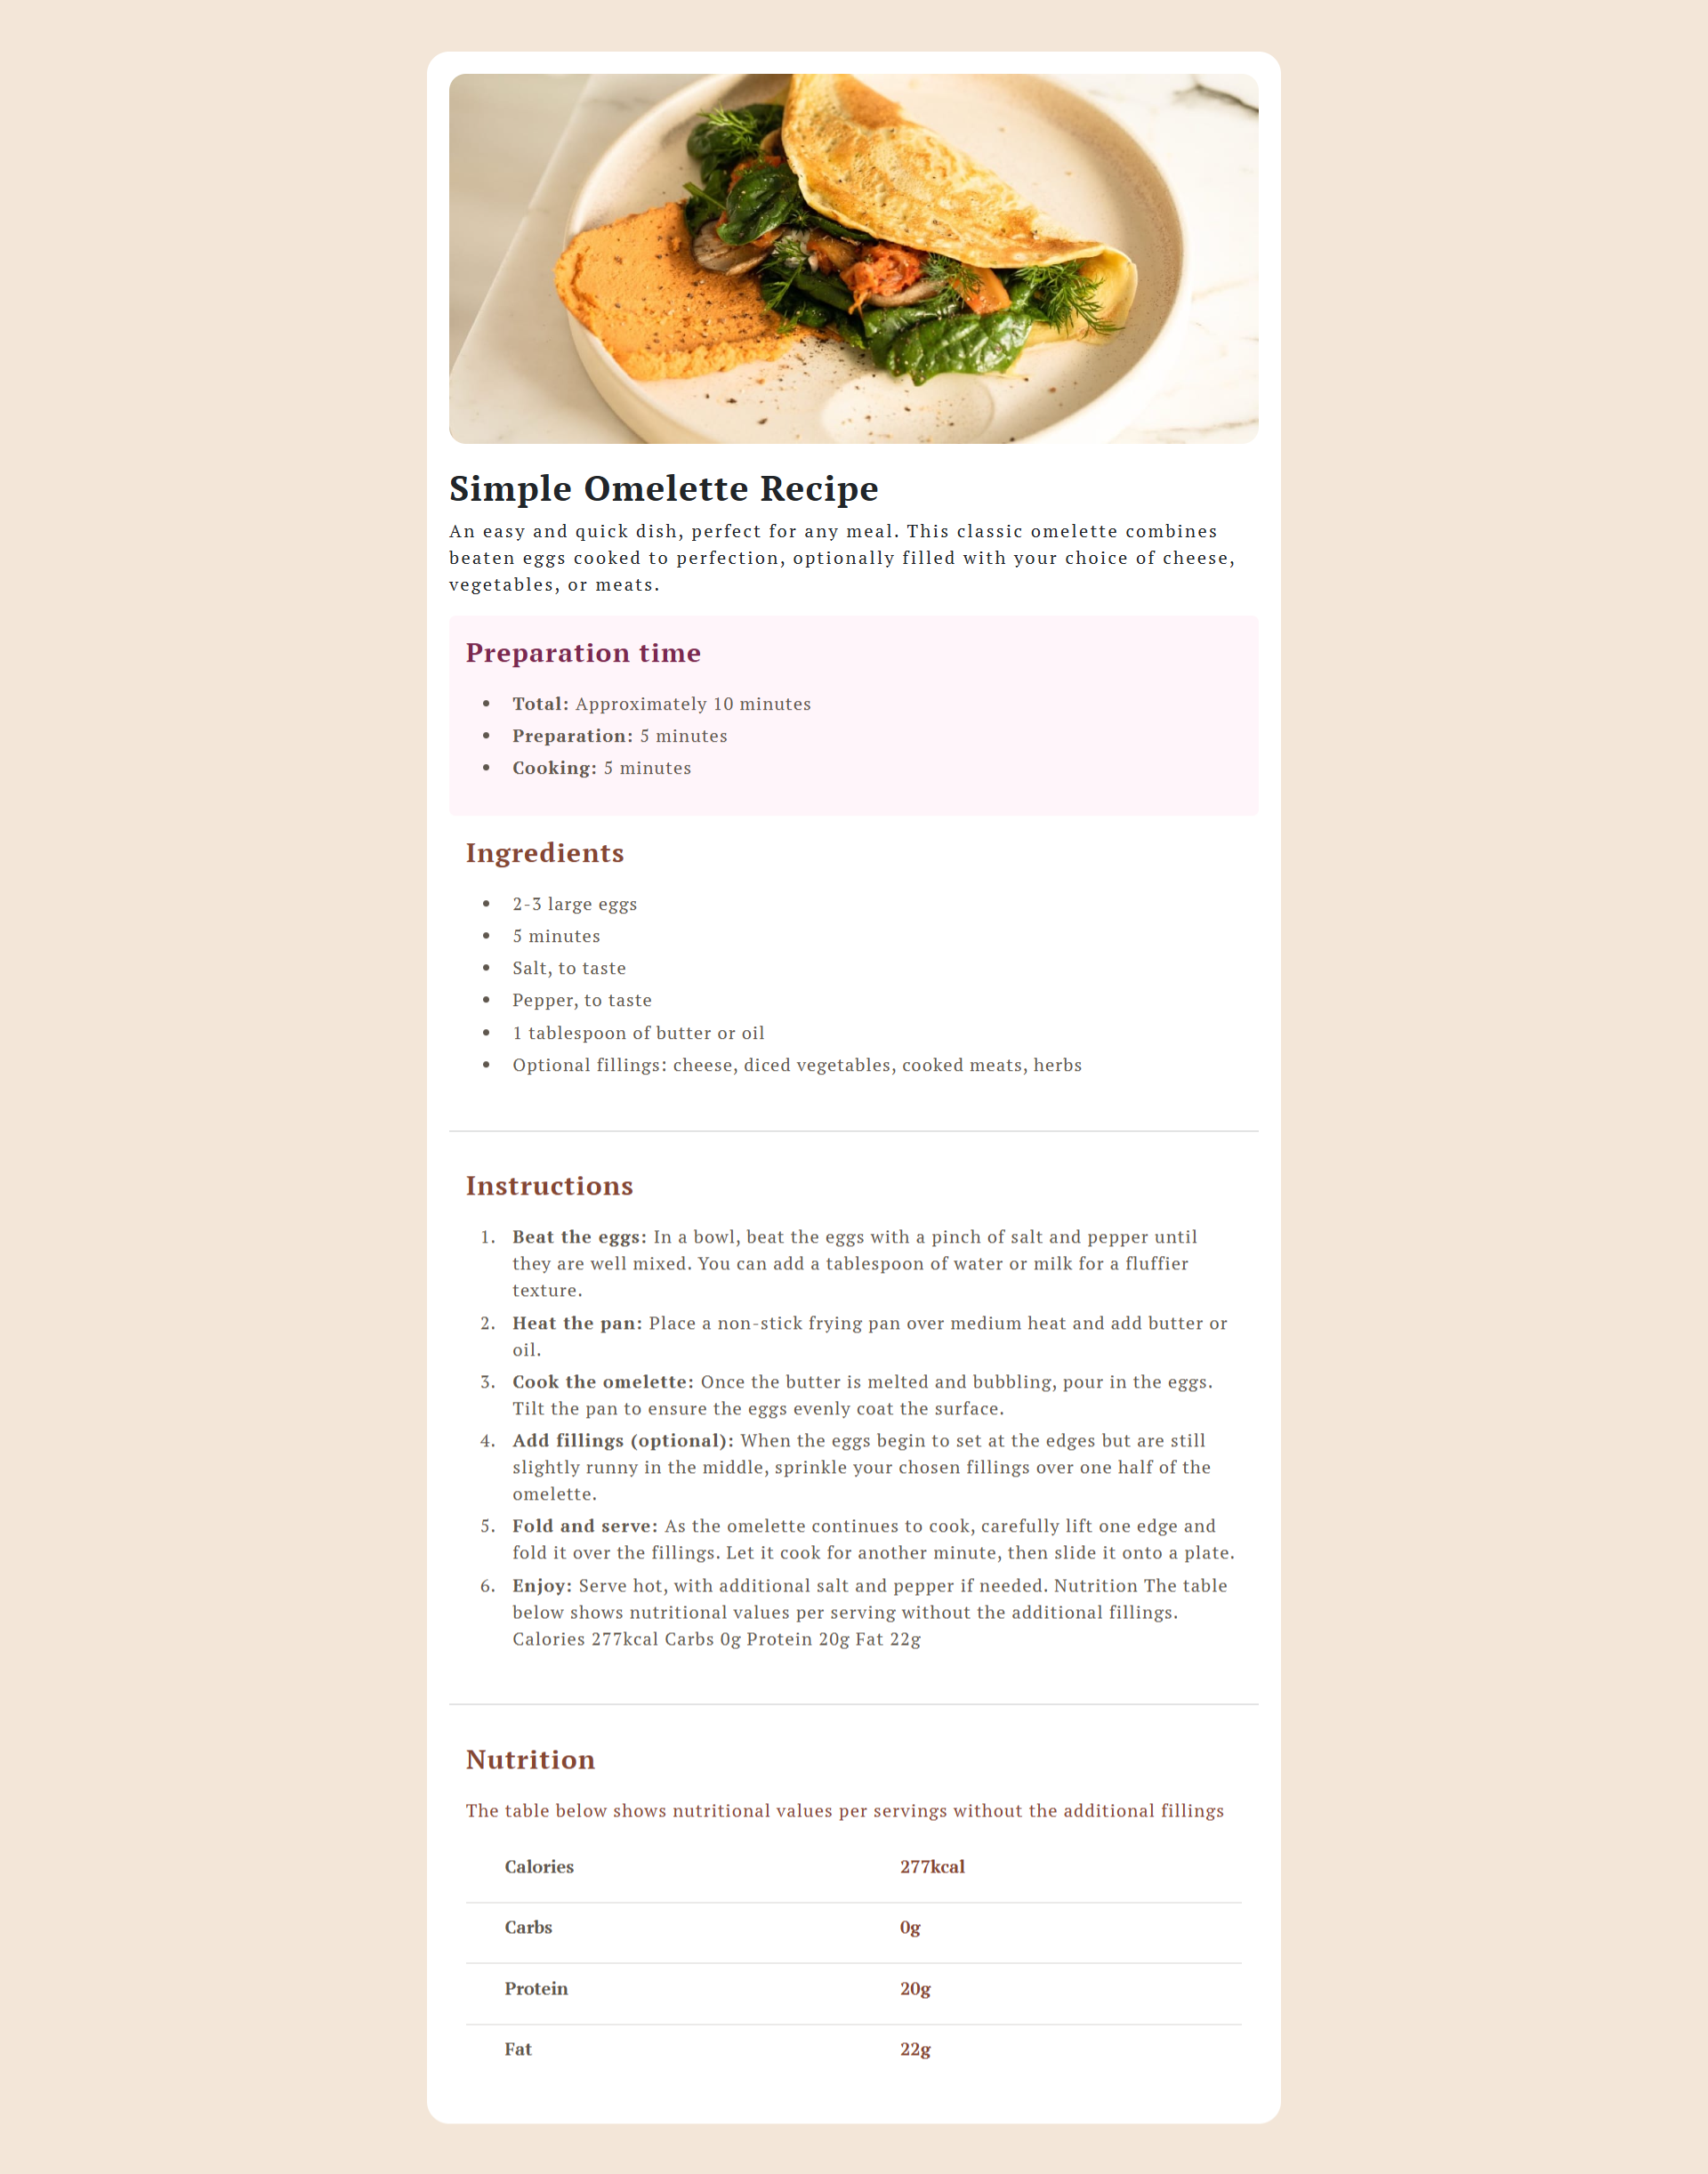 Simple Omelette Recipe
An easy and quick dish, perfect for any meal. This classic omelette combines
beaten eggs cooked to perfection, optionally filled with your choice of cheese,
vegetables, or meats.
Preparation time
• Total: Approximately 10 minutes
• Preparation: 5 minutes
• Cooking: 5 minutes
Ingredients
• 2-3 large eggs
• 5 minutes
• Salt, to taste
• Pepper, to taste
• 1 tablespoon of butter or oil
• Optional fillings: cheese, diced vegetables, cooked meats, herbs
Instructions
1. Beat the eggs: In a bowl, beat the eggs with a pinch of salt and pepper until
they are well mixed. You can add a tablespoon of water or milk for a fluffier
texture.
2. Heat the pan: Place a non-stick frying pan over medium heat and add butter or
oil.
3. Cook the omelette: Once the butter is melted and bubbling, pour in the eggs.
Tilt the pan to ensure the eggs evenly coat the surface.
4. Add fillings (optional): When the eggs begin to set at the edges but are still
slightly runny in the middle, sprinkle your chosen fillings over one half of the
omelette.
5. Fold and serve: As the omelette continues to cook, carefully lift one edge and
fold it over the fillings. Let it cook for another minute, then slide it onto a plate.
6. Enjoy: Serve hot, with additional salt and pepper if needed. Nutrition The table
below shows nutritional values per serving without the additional fillings.
Calories 277kcal Carbs 0g Protein 20g Fat 22g
Nutrition
The table below shows nutritional values per servings without the additional fillings
Calories 277kcal
Carbs 0g
Protein 20g
Fat 22g